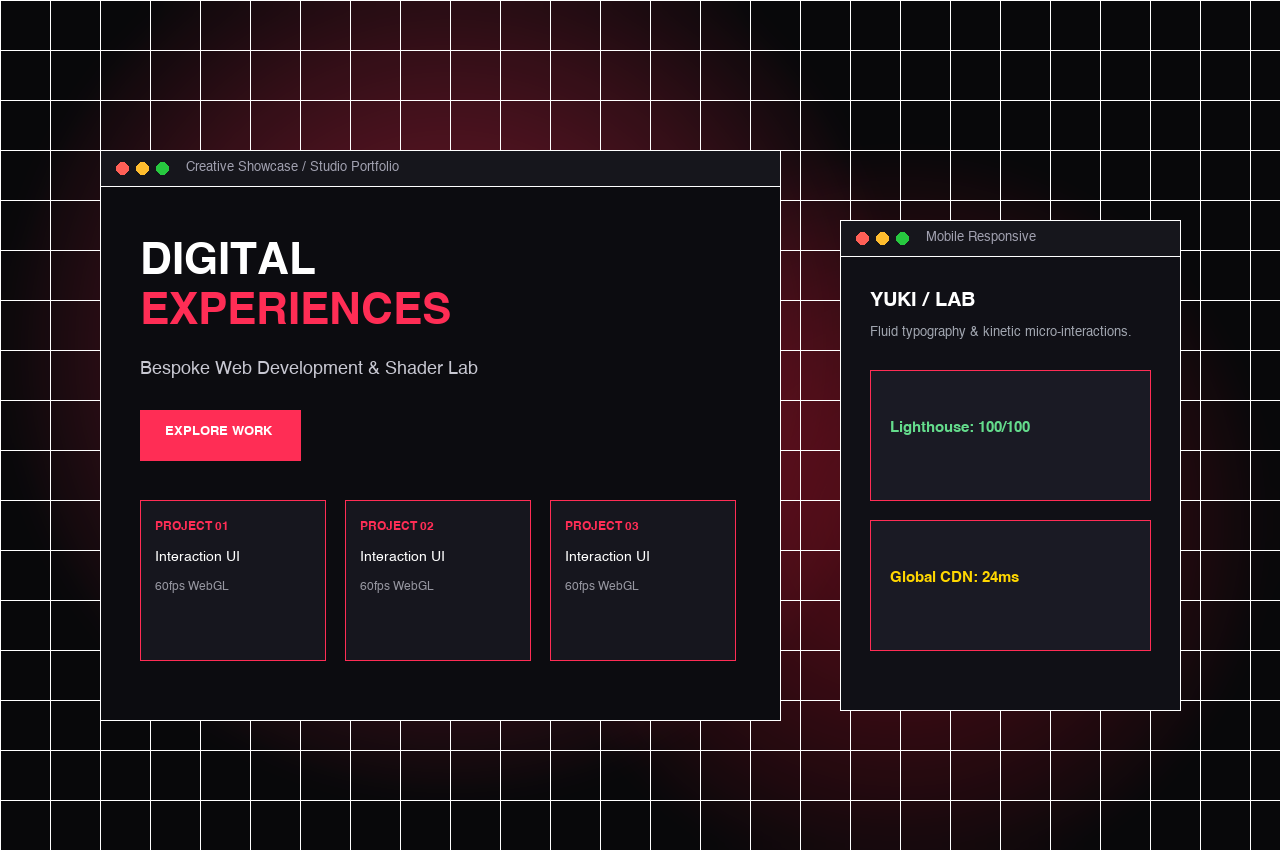 Creative Showcase / Studio Portfolio
DIGITAL
EXPERIENCES
Bespoke Web Development & Shader Lab
EXPLORE WORK
PROJECT 01
Interaction UI
60fps WebGL
PROJECT 02
Interaction UI
60fps WebGL
PROJECT 03
Interaction UI
60fps WebGL
Mobile Responsive
YUKI / LAB
Fluid typography & kinetic micro-interactions.
Lighthouse: 100/100
Global CDN: 24ms